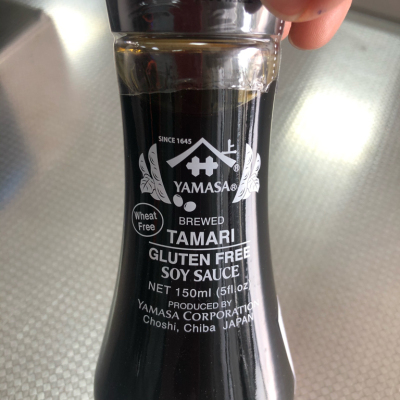 SINCE 1645
上
®
YAMASA®
Wheat
Free
BREWED
TAMARI
GLUTEN FREE
SOY SAUCE
NET 150ml (5fl.oz)
PRODUCED BY
YAMASA CORPORATION
Choshi, Chiba JAPAN